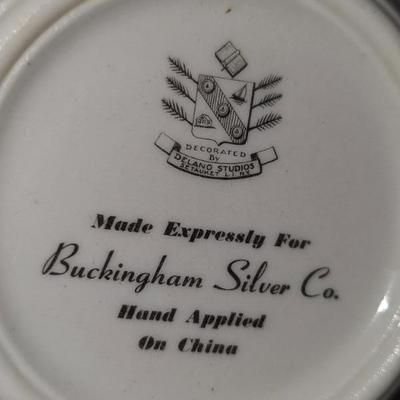 DECORATED
By
DELANO STUDIOS
SETAUKET L.I. N.Y.
Made Expressly For
Buckingham Silver Co.
Hand Applied
On China